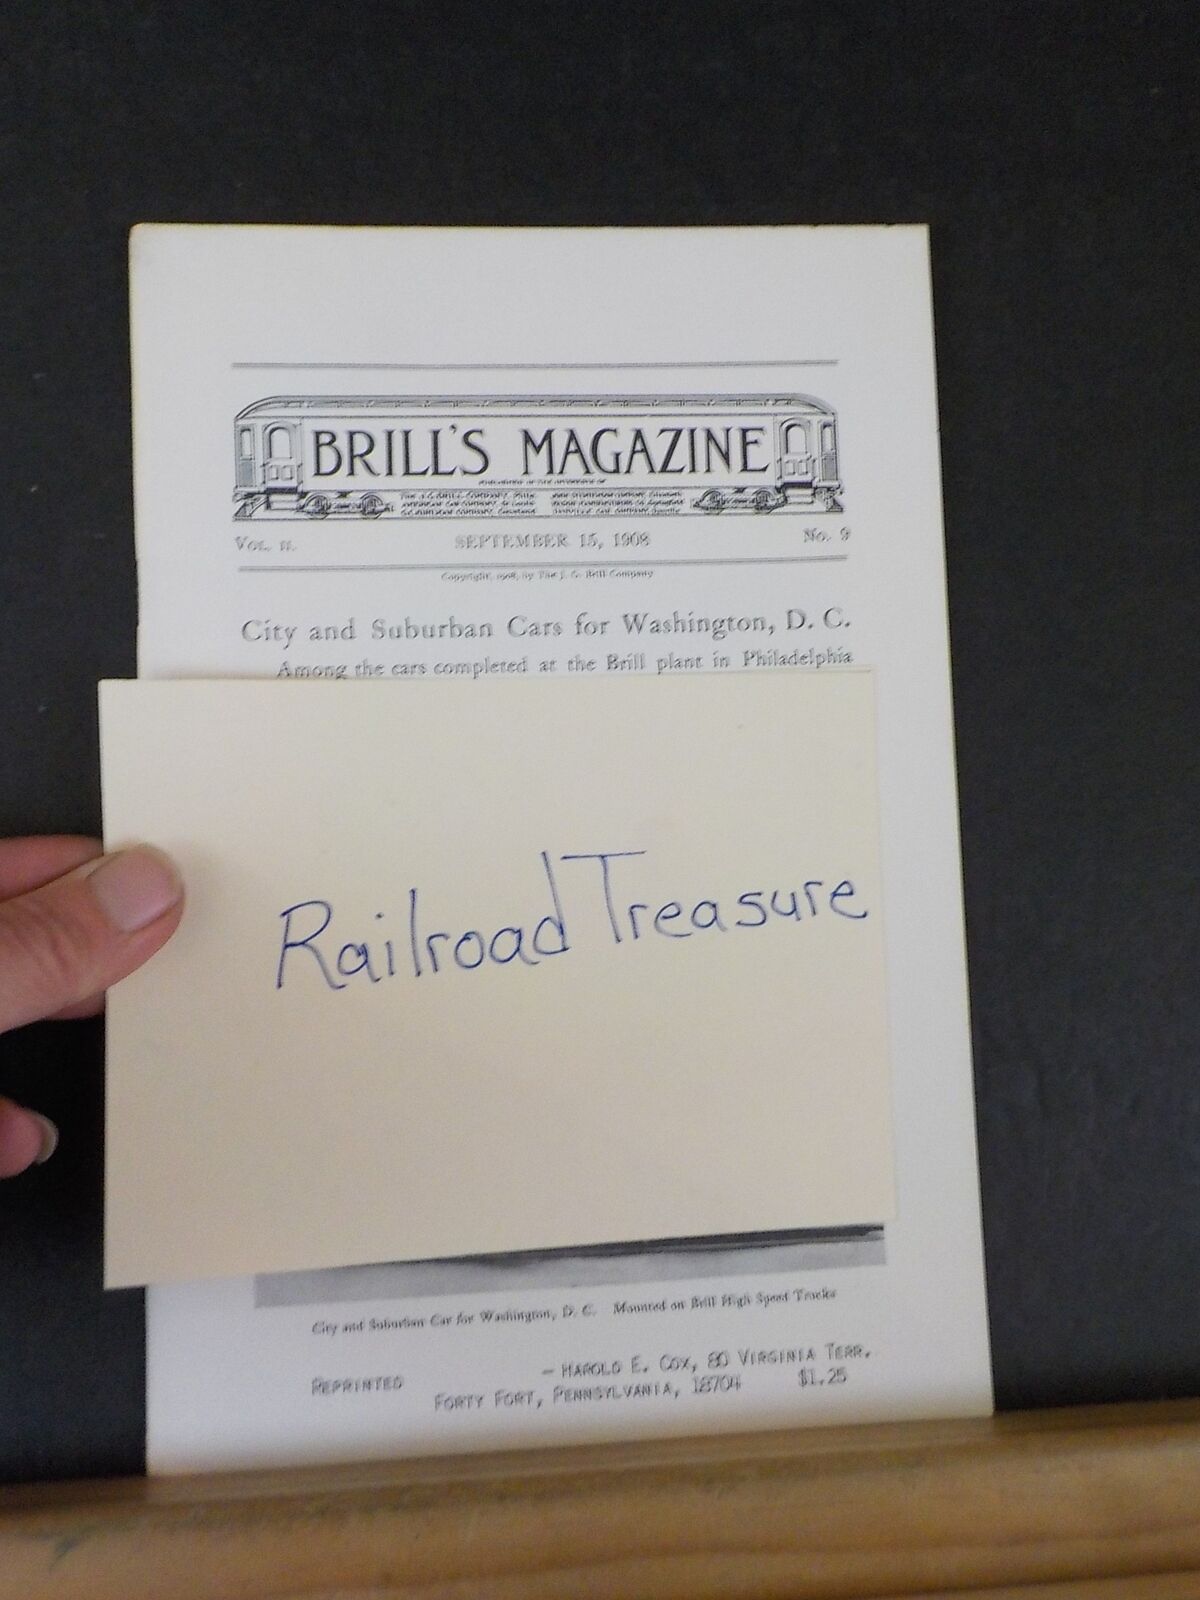 BRILL'S MAGAZINE
VOL. II. SEPTEMBER 15, 1908 No. 9
Copyright, 1908, by The J. G. Brill Company
City and Suburban Cars for Washington, D. C.
Among the cars completed at the Brill plant in Philadelphia
Railroad Treasure
City and Suburban Car for Washington, D. C. Mounted on Brill High Speed Trucks
REPRINTED — HAROLD E. COX, 80 VIRGINIA TERR.
FORTY FORT, PENNSYLVANIA, 18704 $1.25